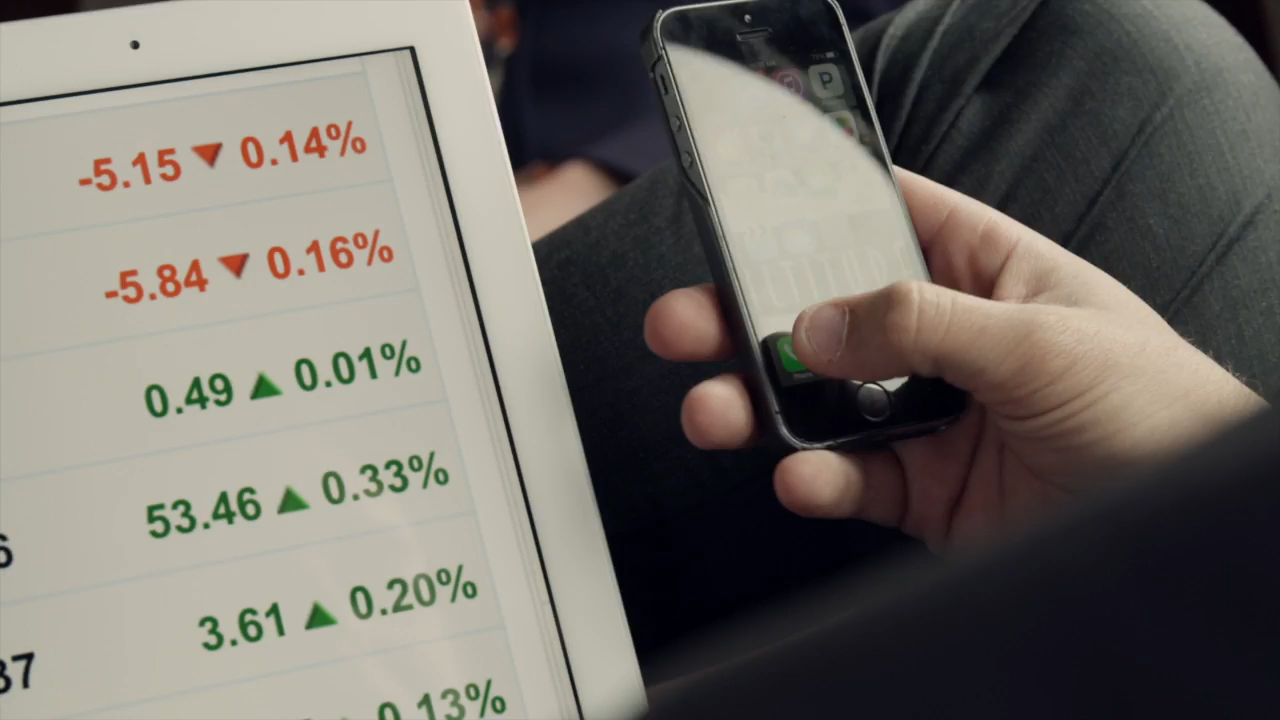 -5.15 ▼ 0.14%
-5.84 ▼ 0.16%
0.49 ▲ 0.01%
6 53.46 ▲ 0.33%
37 3.61 ▲ 0.20%
▲ 0.13%
P